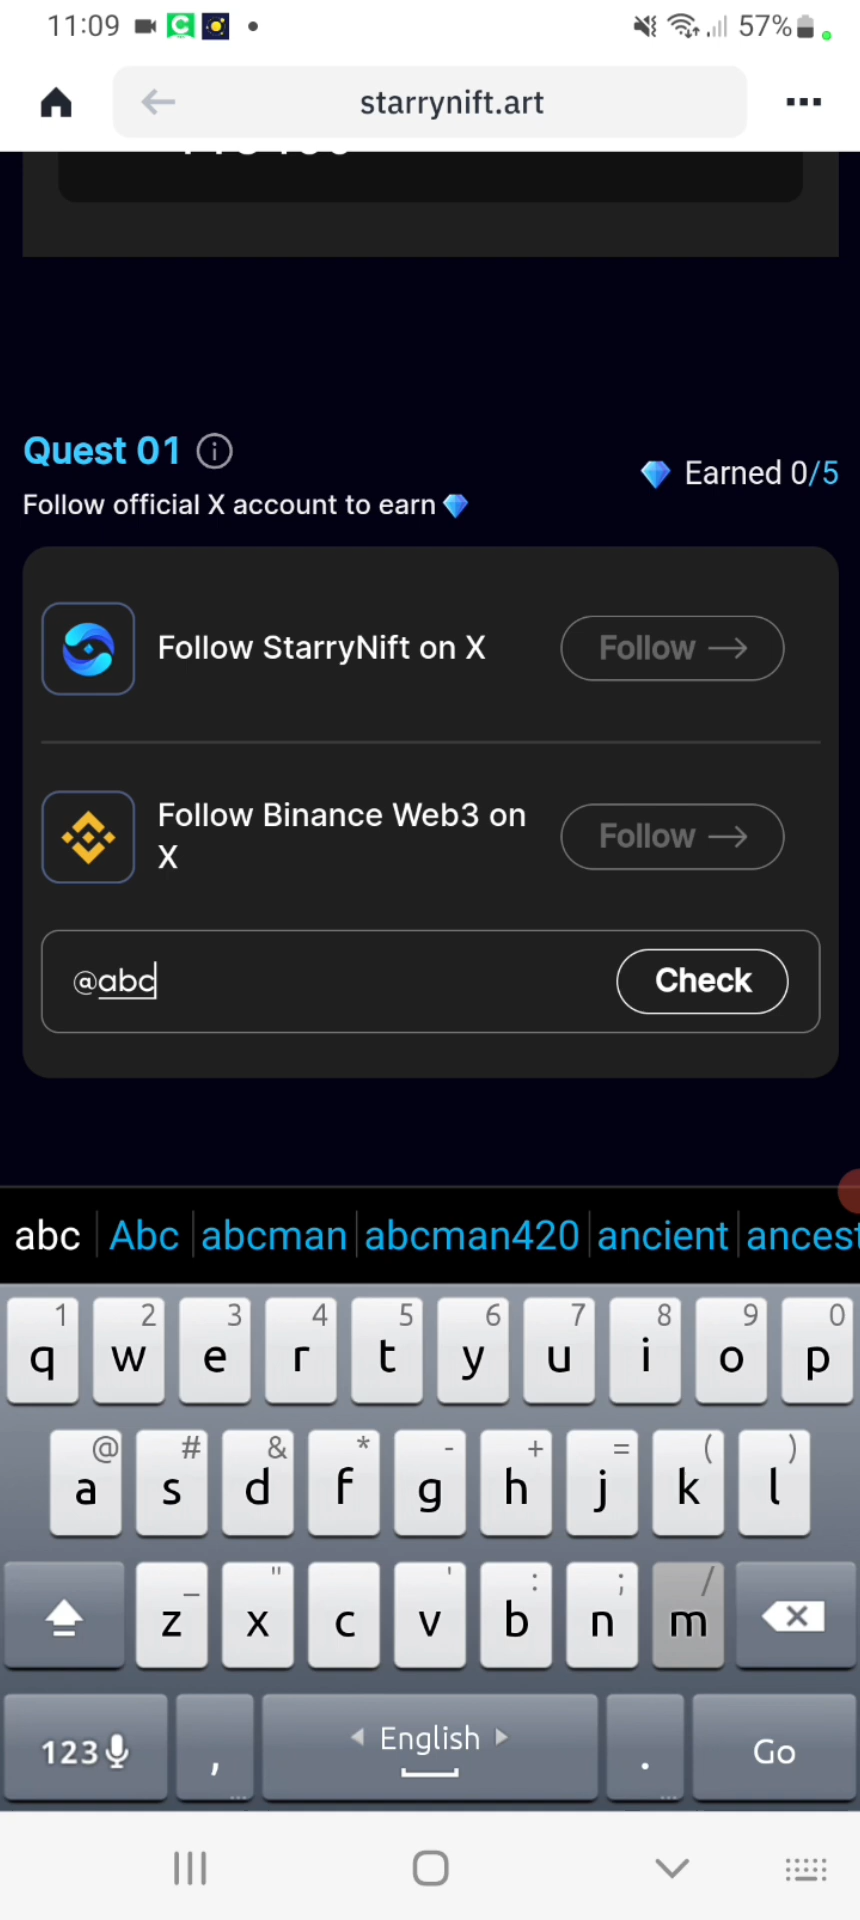 11:09
57%
starrynift.art
Quest 01
Earned 0/5
Follow official X account to earn
Follow StarryNift on X
Follow →
Follow Binance Web3 on
X
Follow →
@abc
Check
abc Abc abcman abcman420 ancient ancest
1 2 3 4 5 6 7 8 9 0
q w e r t y u i o p
@ # & * - + = ( )
a s d f g h j k l
_ " ' : ; /
z x c v b n m
123 , English . Go